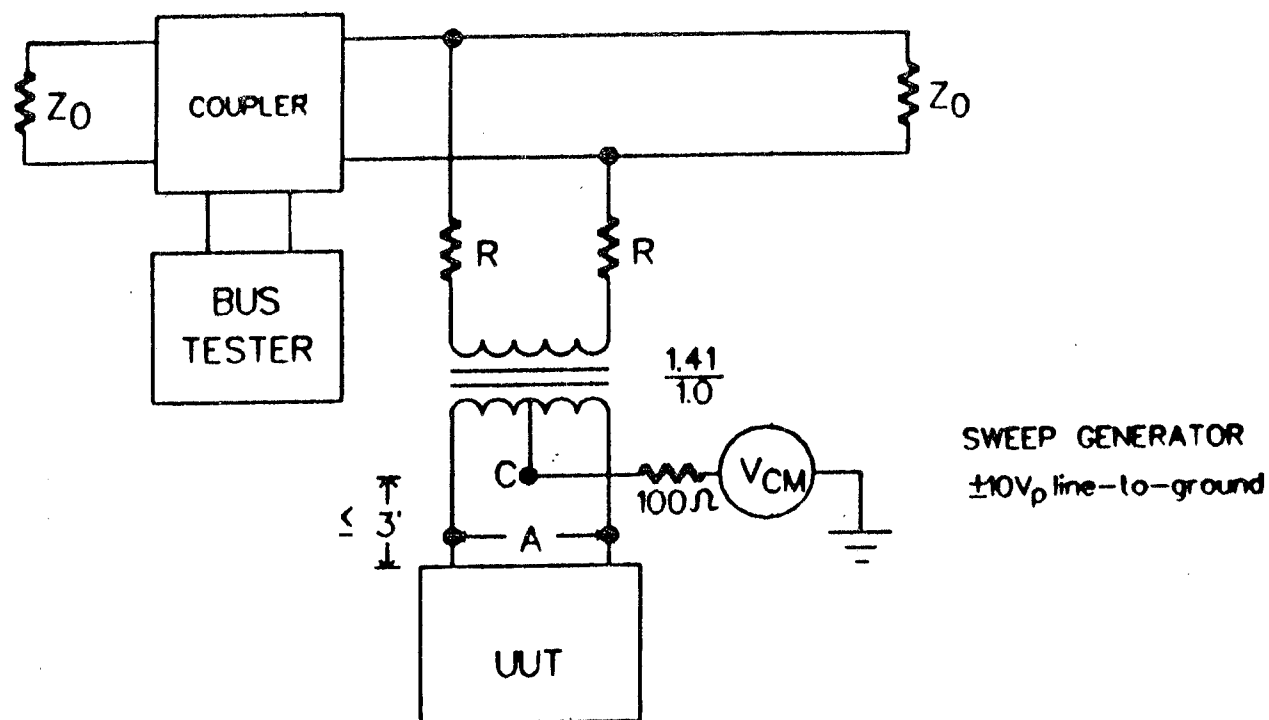 COUPLER
Z0
Z0
R
R
BUS
TESTER
1.41
1.0
SWEEP GENERATOR
±10Vp line-to-ground
C
100Ω
VCM
≤ 3'
A
UUT